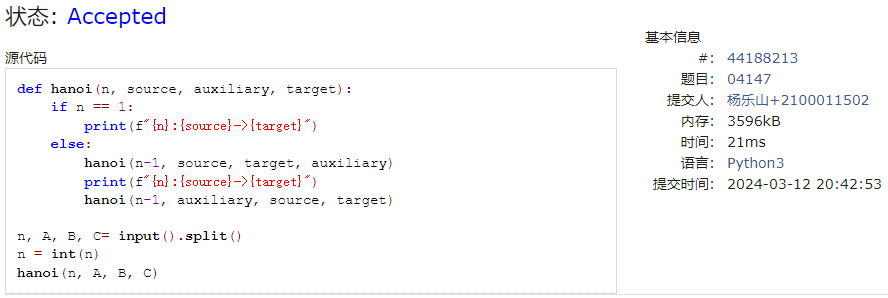 状态: Accepted
源代码
def hanoi(n, source, auxiliary, target):
    if n == 1:
        print(f"{n}:{source}->{target}")
    else:
        hanoi(n-1, source, target, auxiliary)
        print(f"{n}:{source}->{target}")
        hanoi(n-1, auxiliary, source, target)

n, A, B, C= input().split()
n = int(n)
hanoi(n, A, B, C)
基本信息
#: 44188213
题目: 04147
提交人: 杨乐山+2100011502
内存: 3596kB
时间: 21ms
语言: Python3
提交时间: 2024-03-12 20:42:53